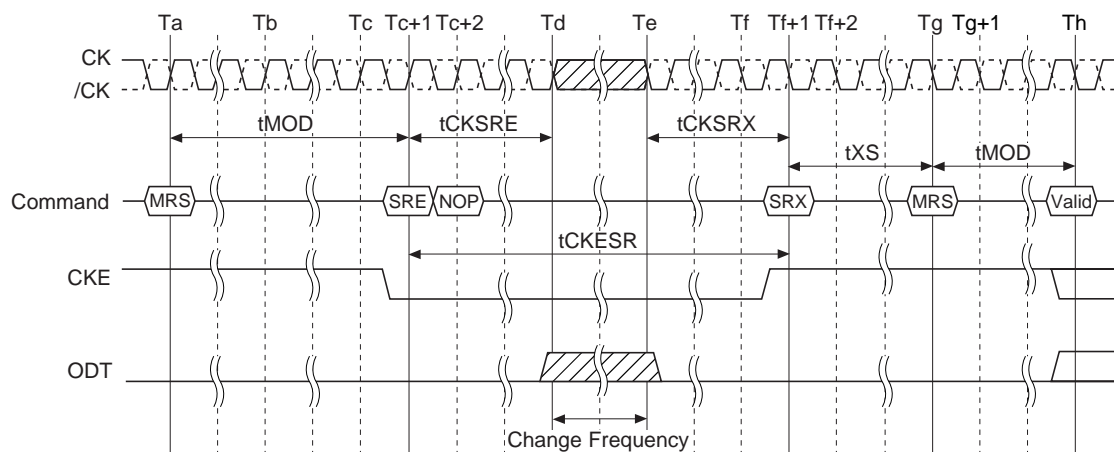 Ta Tb Tc Tc+1 Tc+2 Td Te Tf Tf+1 Tf+2 Tg Tg+1 Th
CK
/CK
tMOD tCKSRE tCKSRX
tXS tMOD
Command MRS SRE NOP SRX MRS Valid
tCKESR
CKE
ODT
Change Frequency